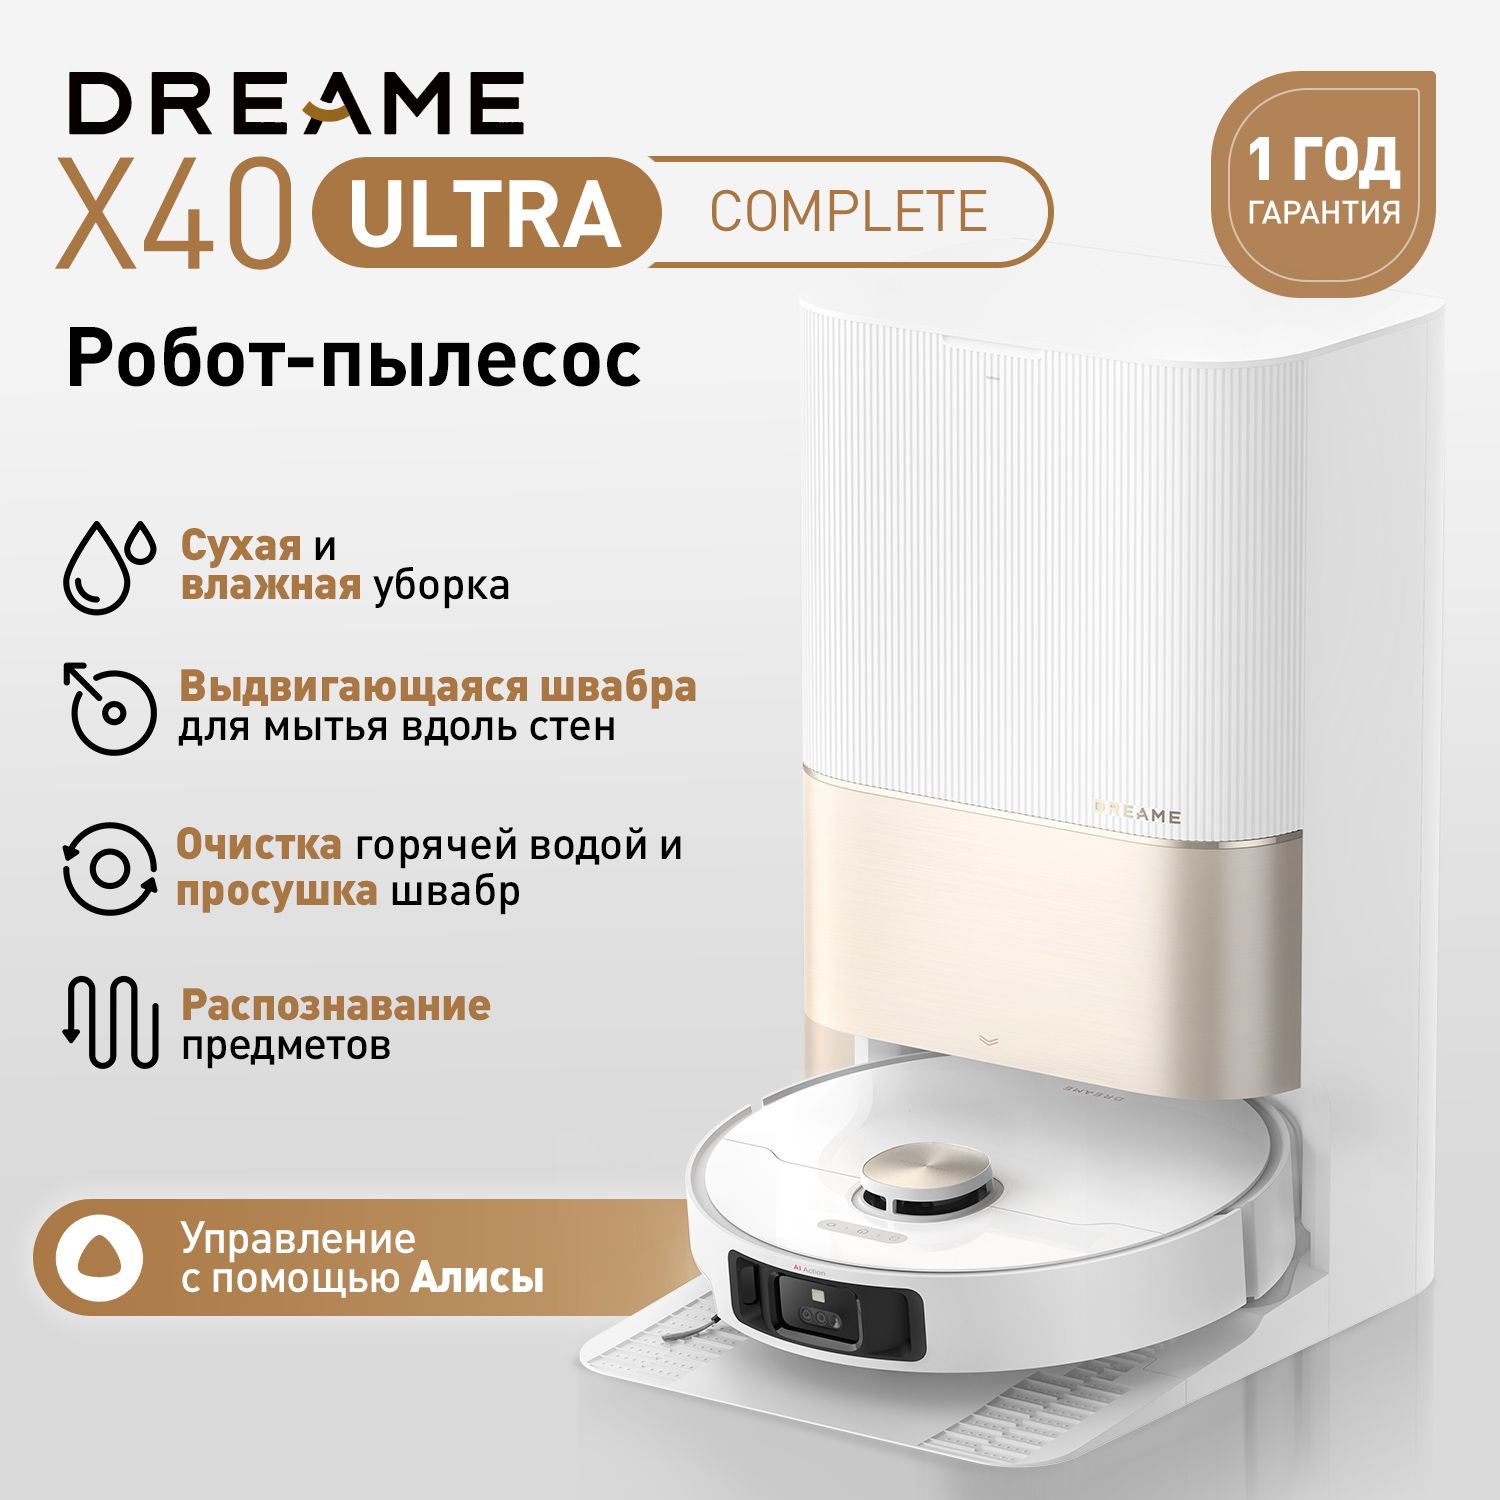 DREAME
X40 ULTRA COMPLETE
1 ГОД
ГАРАНТИЯ
Робот-пылесос
Сухая и
влажная уборка
Выдвигающаяся швабра
для мытья вдоль стен
Очистка горячей водой и
просушка швабр
Распознавание
предметов
Управление
с помощью Алисы
DREAME
DREAME
AI Action